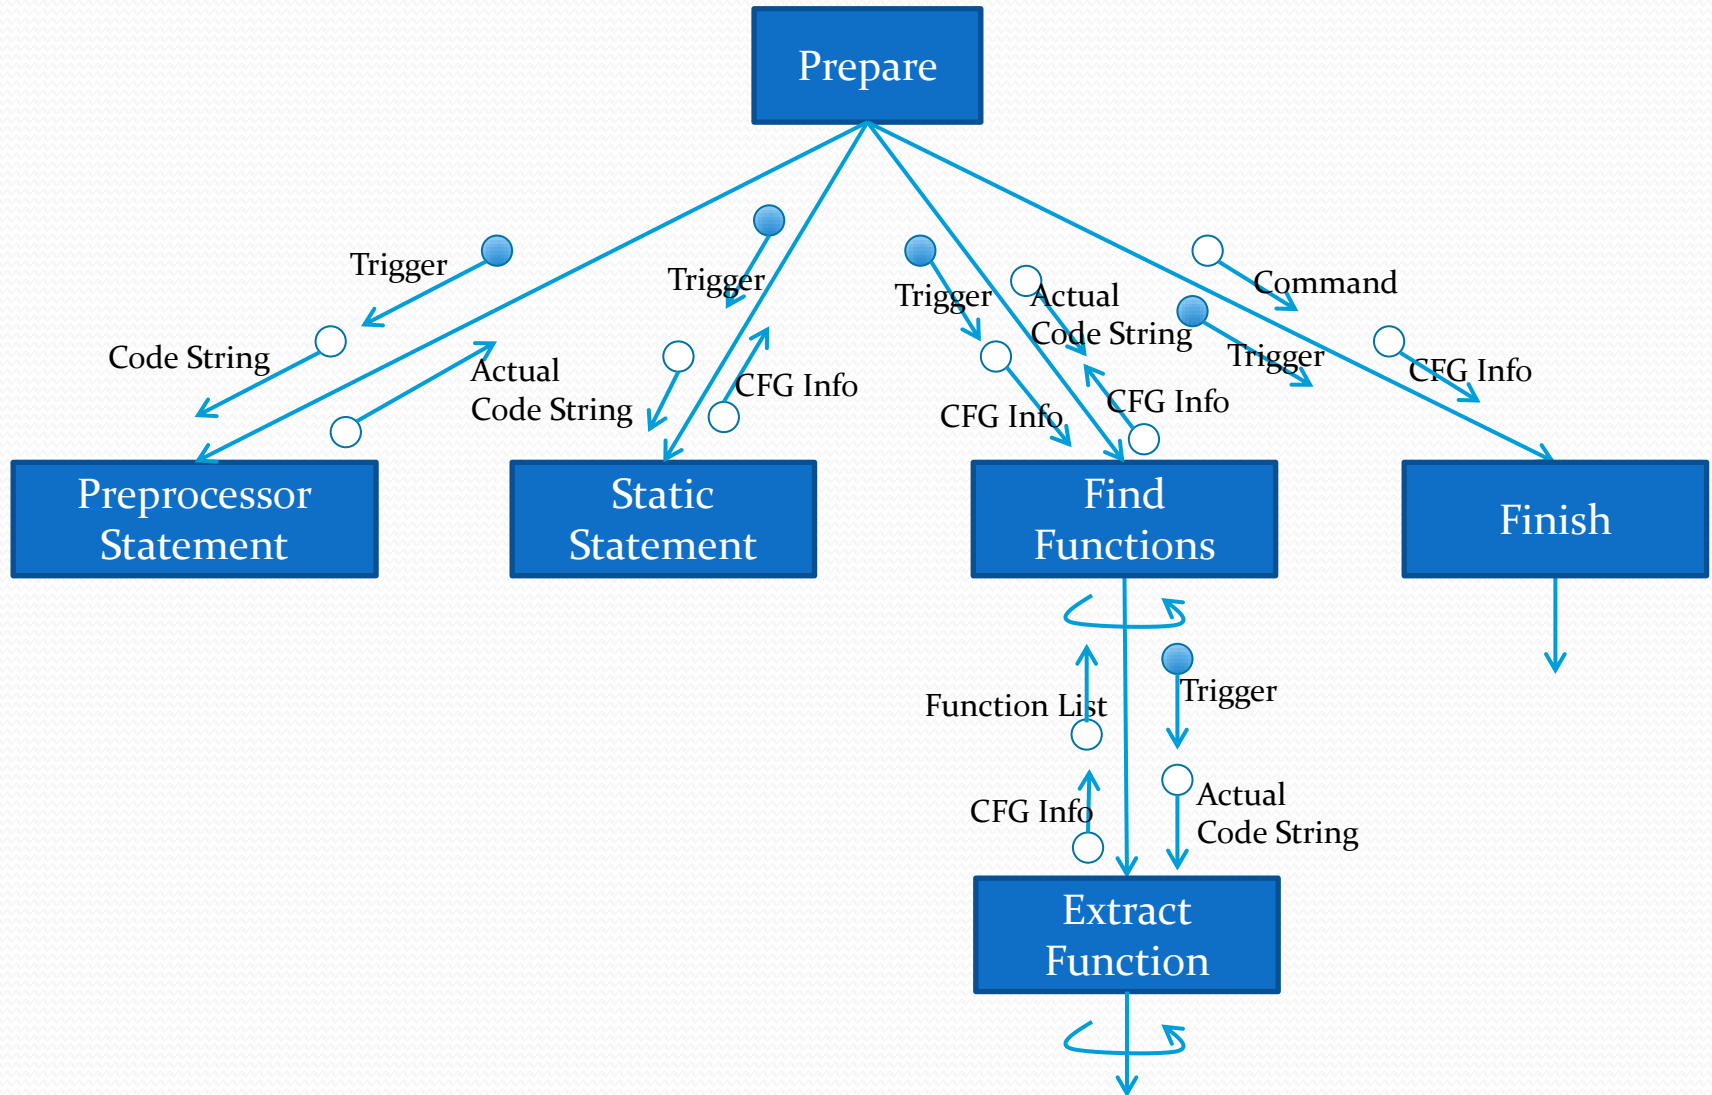 Prepare
Trigger
Code String
Actual
Code String
Trigger
CFG Info
Trigger
CFG Info
Actual
Code String
CFG Info
Command
Trigger
CFG Info
Preprocessor
Statement
Static
Statement
Find
Functions
Finish
Function List
Trigger
CFG Info
Actual
Code String
Extract
Function